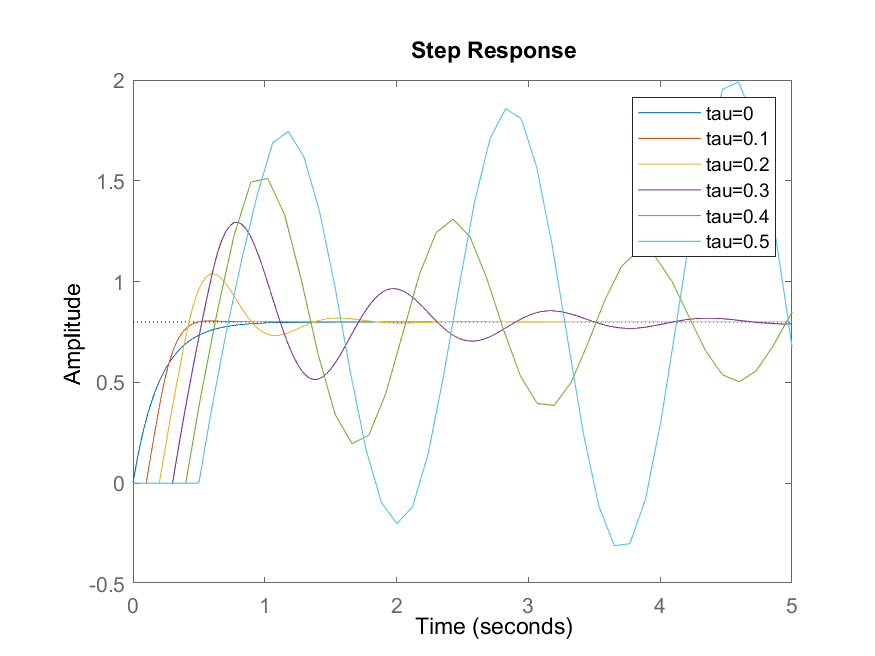 Step Response
Amplitude
2
1.5
1
0.5
0
-0.5
tau=0
tau=0.1
tau=0.2
tau=0.3
tau=0.4
tau=0.5
0 1 2 3 4 5
Time (seconds)